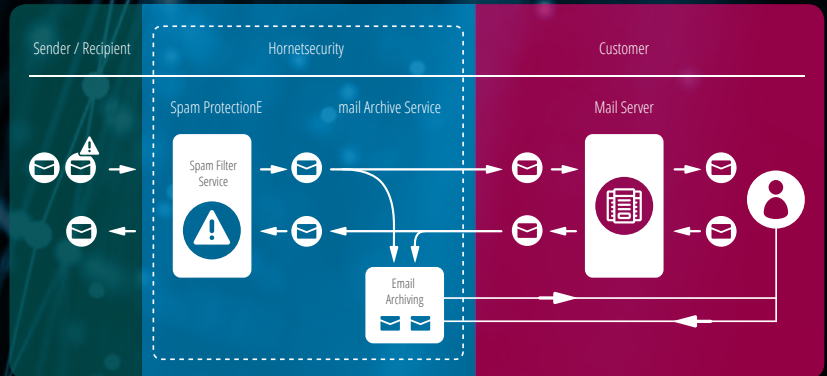 Sender / Recipient
Hornetsecurity
Customer
Spam ProtectionE
mail Archive Service
Mail Server
Spam Filter
Service
Email
Archiving